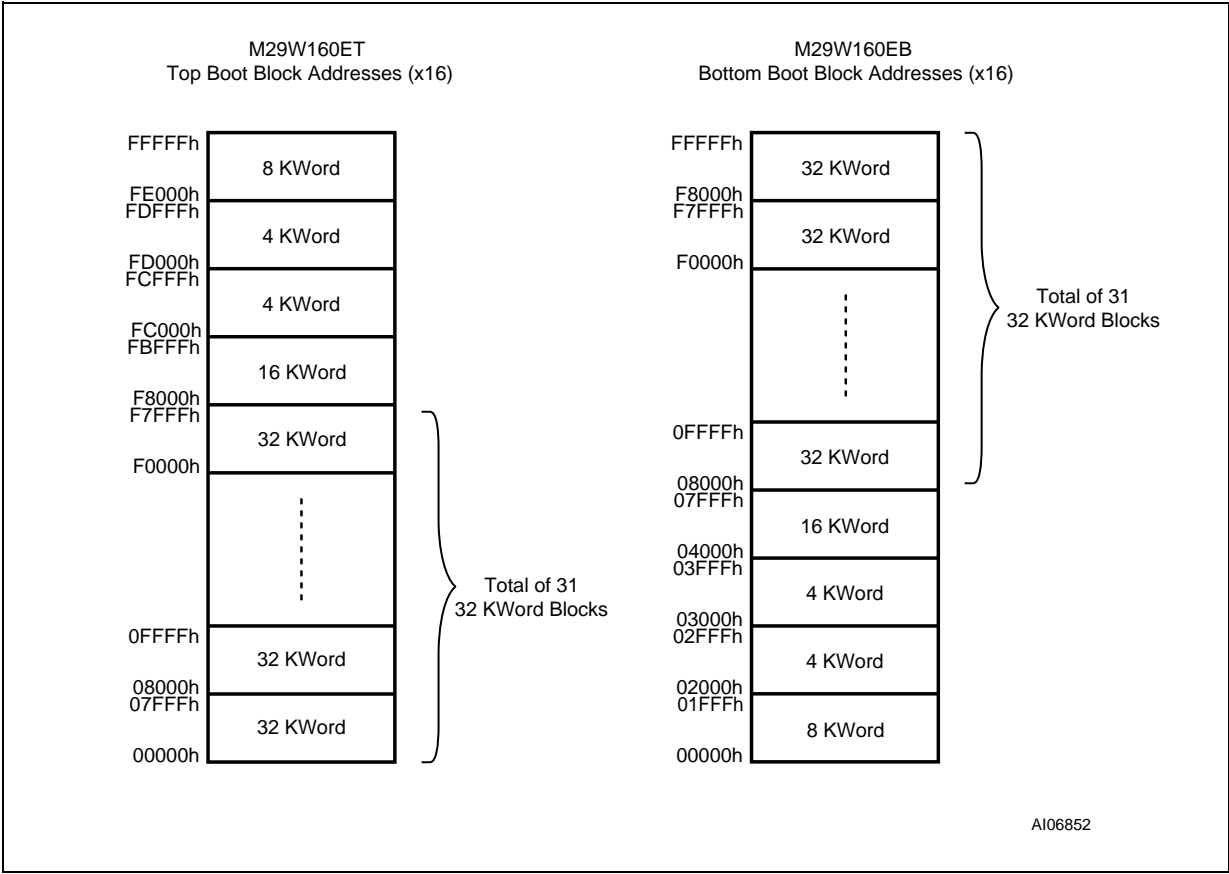 M29W160ET
Top Boot Block Addresses (x16)
FFFFFh
8 KWord
FE000h
FDFFFh
4 KWord
FD000h
FCFFFh
4 KWord
FC000h
FBFFFh
16 KWord
F8000h
F7FFFh
32 KWord
F0000h
Total of 31
32 KWord Blocks
0FFFFh
32 KWord
08000h
07FFFh
32 KWord
00000h
M29W160EB
Bottom Boot Block Addresses (x16)
FFFFFh
32 KWord
F8000h
F7FFFh
32 KWord
F0000h
Total of 31
32 KWord Blocks
0FFFFh
32 KWord
08000h
07FFFh
16 KWord
04000h
03FFFh
4 KWord
03000h
02FFFh
4 KWord
02000h
01FFFh
8 KWord
00000h
AI06852